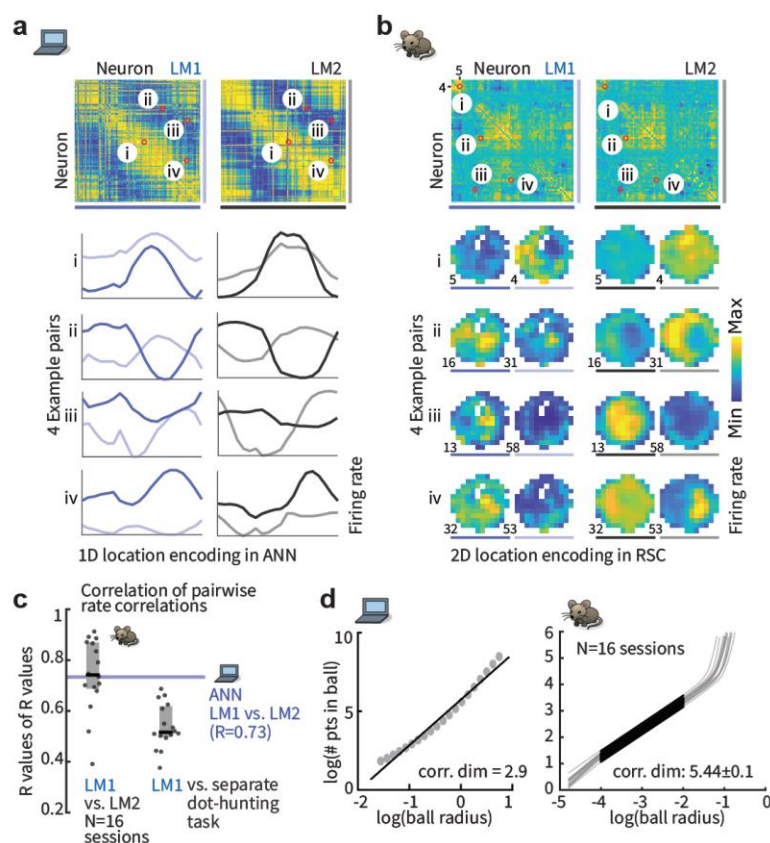 a
Neuron LM1 LM2
Neuron
ii
iii
i
iv
ii
iii
i
iv
4 Example pairs
i
ii
iii
iv
Firing rate
1D location encoding in ANN
b
Neuron LM1 LM2
5
4
Neuron
i
ii
iii
iv
i
ii
iii
iv
4 Example pairs
i
5 4 5 4
ii
16 31 16 31
iii
13 58 13 58
iv
32 53 32 53
Max
Min
Firing rate
2D location encoding in RSC
c
Correlation of pairwise
rate correlations
R values of R values
1
0.8
0.6
0.4
0.2
ANN
LM1 vs. LM2
(R=0.73)
LM1
vs. LM2
N=16
sessions
LM1 vs. separate
dot-hunting
task
d
log(# pts in ball)
10
5
0
corr. dim = 2.9
-2 -1 0 1
log(ball radius)
N=16 sessions
6
5
4
3
2
1
0
corr. dim: 5.44±0.1
-5 -4 -3 -2 -1 0
log(ball radius)